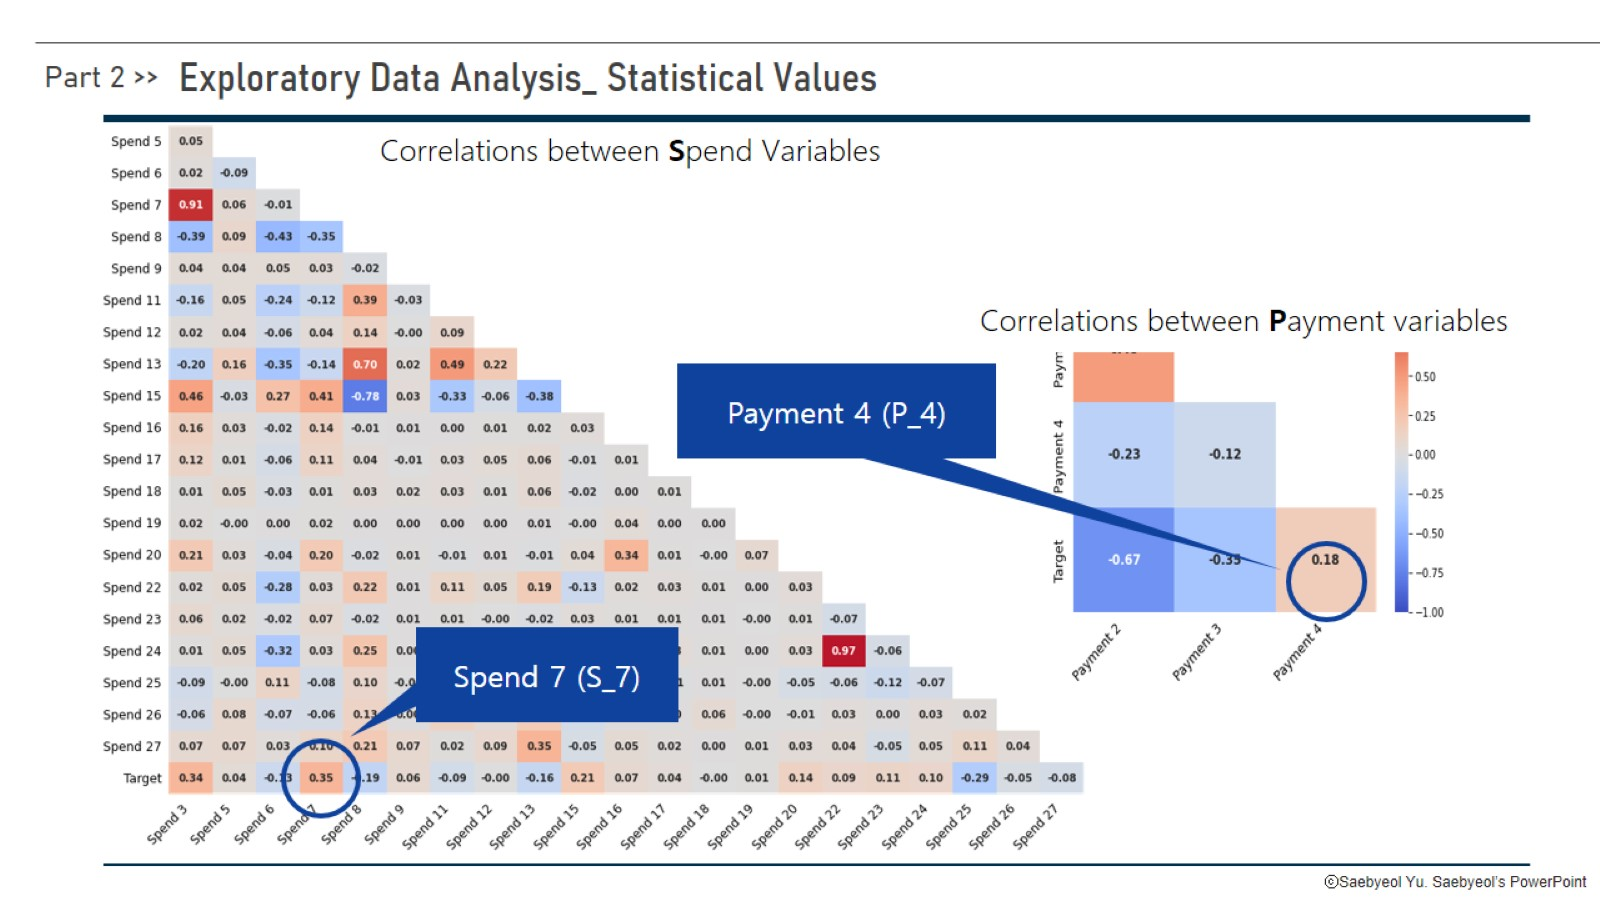 Part 2 >> Exploratory Data Analysis_ Statistical Values
Correlations between Spend Variables
Spend 5 0.05
Spend 6 0.02 -0.09
Spend 7 0.91 0.06 -0.01
Spend 8 -0.39 0.09 -0.43 -0.35
Spend 9 0.04 0.04 0.05 0.03 -0.02
Spend 11 -0.16 0.05 -0.24 -0.12 0.39 -0.03
Spend 12 0.02 0.04 -0.06 0.04 0.14 -0.00 0.09
Spend 13 -0.20 0.16 -0.35 -0.14 0.70 0.02 0.49 0.22
Spend 15 0.46 -0.03 0.27 0.41 -0.78 0.03 -0.33 -0.06 -0.38
Spend 16 0.16 0.03 -0.02 0.14 -0.01 0.01 0.00 0.01 0.02 0.03
Spend 17 0.12 0.01 -0.06 0.11 0.04 -0.01 0.03 0.05 0.06 -0.01 0.01
Spend 18 0.01 0.05 -0.03 0.01 0.03 0.02 0.03 0.01 0.06 -0.02 0.00 0.01
Spend 19 0.02 -0.00 0.00 0.02 0.00 0.00 0.00 0.00 0.01 -0.00 0.04 0.00 0.00
Spend 20 0.21 0.03 -0.04 0.20 -0.02 0.01 -0.01 0.01 -0.01 0.04 0.34 0.01 -0.00 0.07
Spend 22 0.02 0.05 -0.28 0.03 0.22 0.01 0.11 0.05 0.19 -0.13 0.02 0.03 0.01 0.00 0.03
Spend 23 0.06 0.02 -0.02 0.07 -0.02 0.01 0.01 -0.00 -0.02 0.03 0.01 0.01 0.01 -0.00 0.01 -0.07
Spend 24 0.01 0.05 -0.32 0.03 0.25 0.01 0.00 0.03 0.97 -0.06
Spend 25 -0.09 -0.00 0.11 -0.08 0.10 0.01 -0.00 -0.05 -0.06 -0.12 -0.07
Spend 26 -0.06 0.08 -0.07 -0.06 0.13 0.06 -0.00 -0.01 0.03 0.00 0.03 0.02
Spend 27 0.07 0.07 0.03 0.10 0.21 0.07 0.02 0.09 0.35 -0.05 0.05 0.02 0.00 0.01 0.03 0.04 -0.05 0.05 0.11 0.04
Target 0.34 0.04 -0.13 0.35 -0.19 0.06 -0.09 -0.00 -0.16 0.21 0.07 0.04 -0.00 0.01 0.14 0.09 0.11 0.10 -0.29 -0.05 -0.08
Spend 3 Spend 5 Spend 6 Spend 7 Spend 8 Spend 9 Spend 11 Spend 12 Spend 13 Spend 15 Spend 16 Spend 17 Spend 18 Spend 19 Spend 20 Spend 22 Spend 23 Spend 24 Spend 25 Spend 26 Spend 27
Spend 7 (S_7)
Correlations between Payment variables
Payment 4 (P_4)
Paym
Payment 4 -0.23 -0.12
Target -0.67 -0.35 0.18
Payment 2 Payment 3 Payment 4
0.50
0.25
0.00
-0.25
-0.50
-0.75
-1.00
©Saebyeol Yu. Saebyeol's PowerPoint